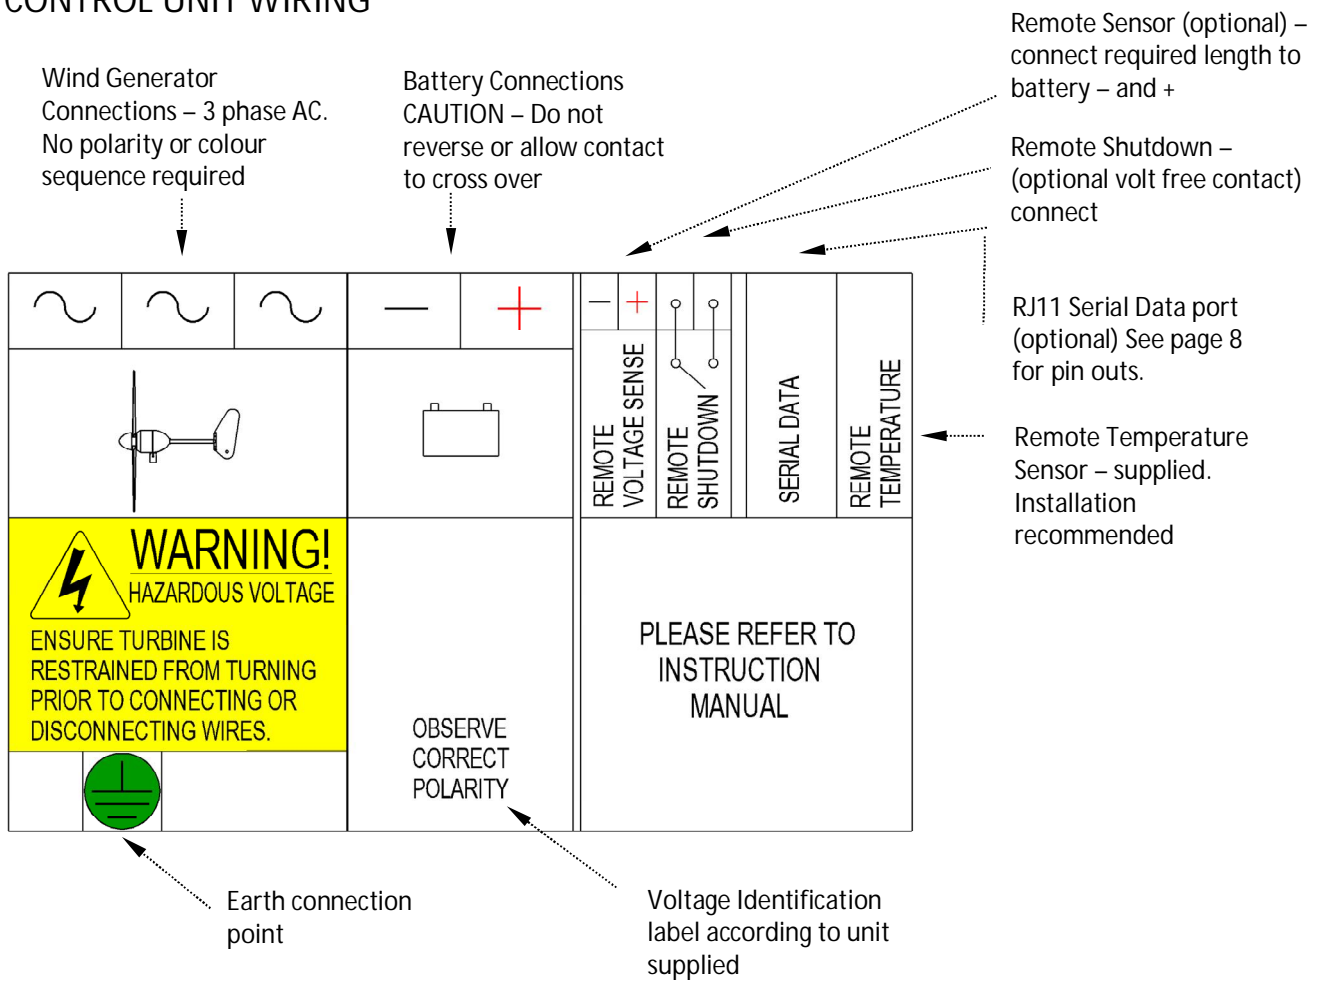 CONTROL UNIT WIRING
Remote Sensor (optional) –
connect required length to
battery – and +
Wind Generator
Connections – 3 phase AC.
No polarity or colour
sequence required
Battery Connections
CAUTION – Do not
reverse or allow contact
to cross over
Remote Shutdown –
(optional volt free contact)
connect
RJ11 Serial Data port
(optional) See page 8
for pin outs.
Remote Temperature
Sensor – supplied.
Installation
recommended
REMOTE
VOLTAGE SENSE
REMOTE
SHUTDOWN
SERIAL DATA
REMOTE
TEMPERATURE
WARNING!
HAZARDOUS VOLTAGE
ENSURE TURBINE IS
RESTRAINED FROM TURNING
PRIOR TO CONNECTING OR
DISCONNECTING WIRES.
OBSERVE
CORRECT
POLARITY
PLEASE REFER TO
INSTRUCTION
MANUAL
Earth connection
point
Voltage Identification
label according to unit
supplied